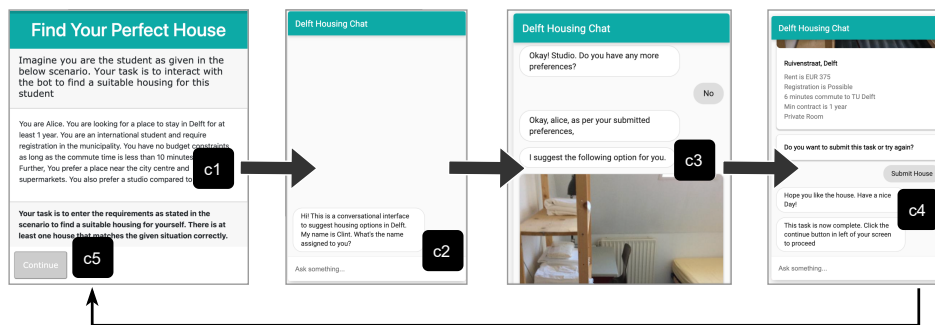 Find Your Perfect House
Imagine you are the student as given in the
below scenario. Your task is to interact with
the bot to find a suitable housing for this
student
You are Alice. You are looking for a place to stay in Delft for at
least 1 year. You are an international student and require
registration in the municipality. You have no budget constraints
as long as the commute time is less than 10 minutes
Further, You prefer a place near the city centre and
supermarkets. You also prefer a studio compared to
c1
Your task is to enter the requirements as stated in the
scenario to find a suitable housing for yourself. There is at
least one house that matches the given situation correctly.
Continue
c5
Delft Housing Chat
Hi! This is a conversational interface
to suggest housing options in Delft.
My name is Clint. What's the name
assigned to you?
c2
Ask something...
Delft Housing Chat
Okay! Studio. Do you have any more
preferences?
No
Okay, alice, as per your submitted
preferences,
I suggest the following option for you.
c3
Delft Housing Chat
Ruivenstraat, Delft
Rent is EUR 375
Registration is Possible
6 minutes commute to TU Delft
Min contract is 1 year
Private Room
Do you want to submit this task or try again?
Submit House
Hope you like the house. Have a nice
Day!
c4
This task is now complete. Click the
continue button in left of your screen
to proceed
Ask something...